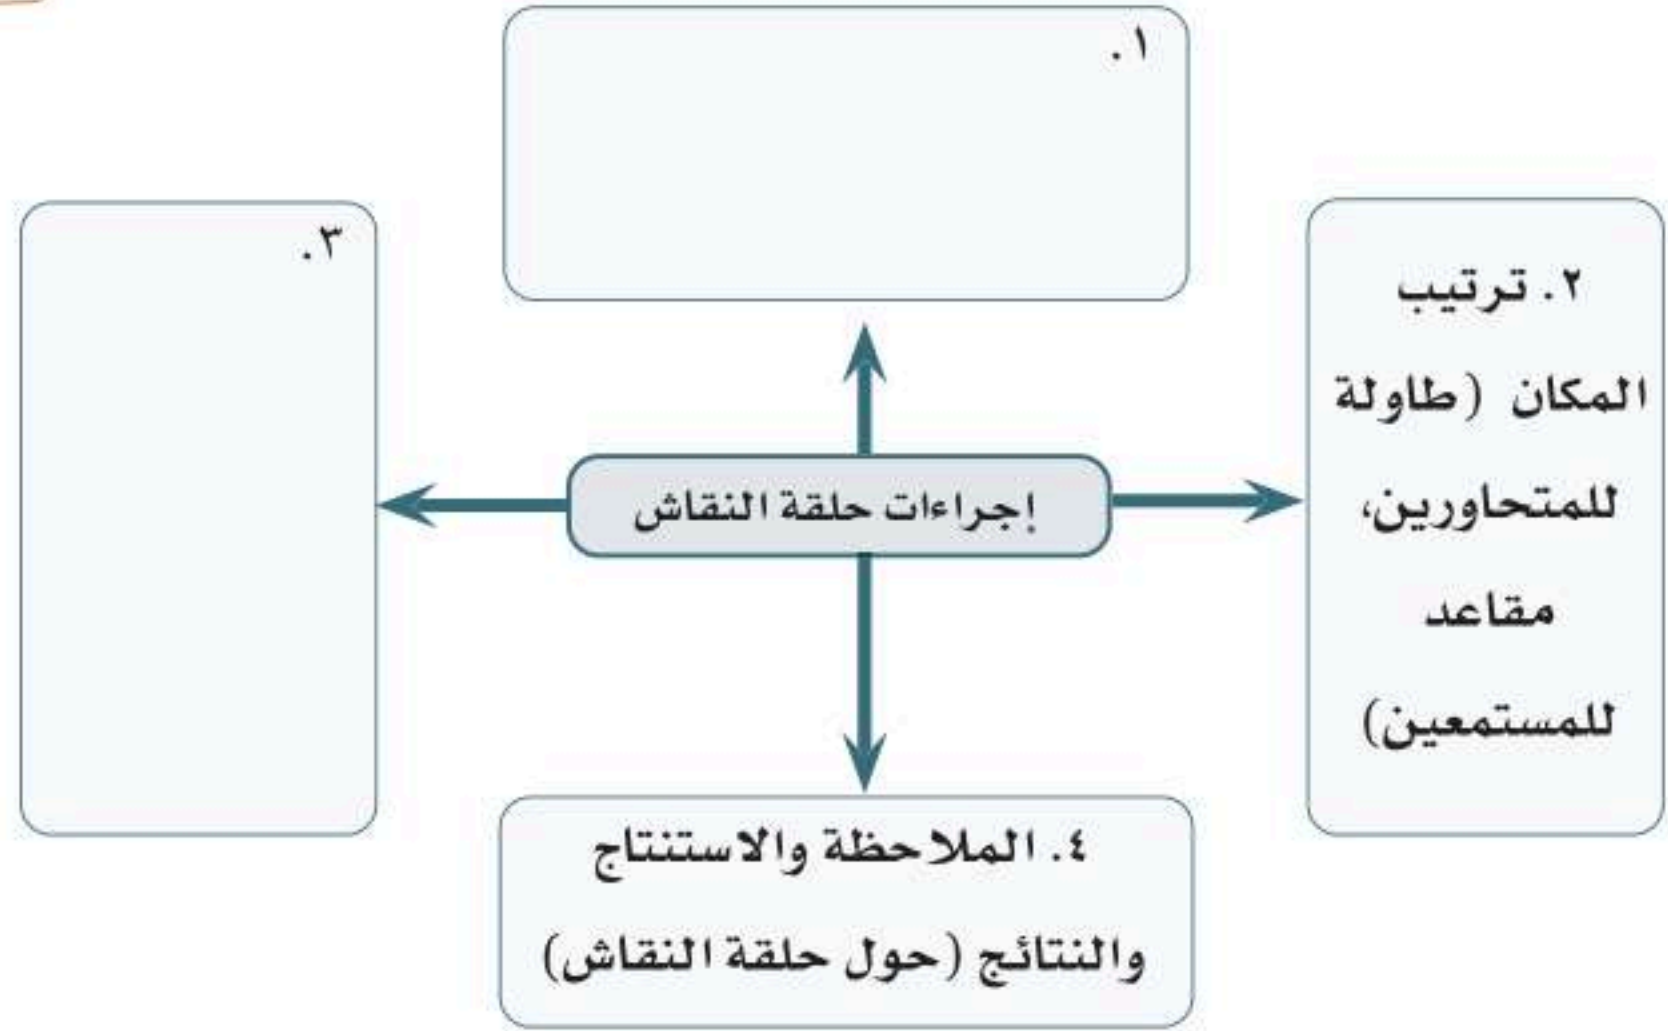 ١.
٢. ترتيب
المكان (طاولة
للمتحاورين،
مقاعد
للمستمعين)
٣.
إجراءات حلقة النقاش
٤. الملاحظة والاستنتاج
والنتائج (حول حلقة النقاش)